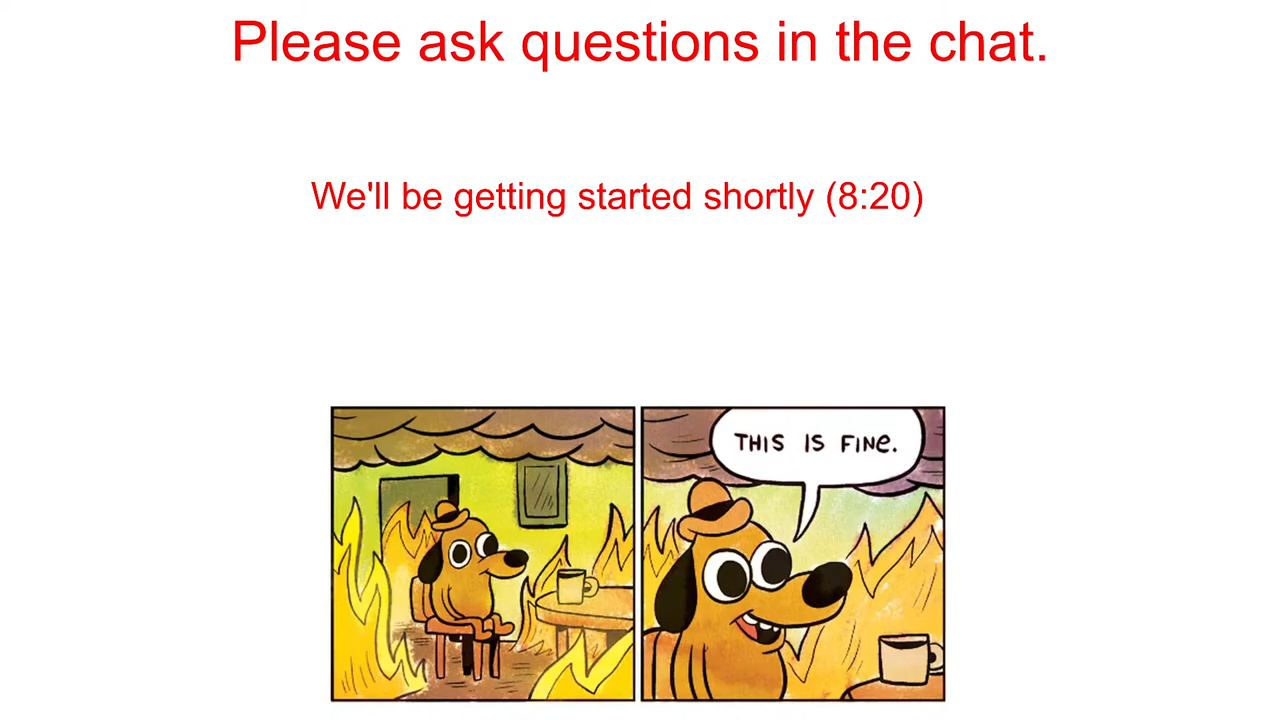 Please ask questions in the chat.
We'll be getting started shortly (8:20)
THIS IS FINE.